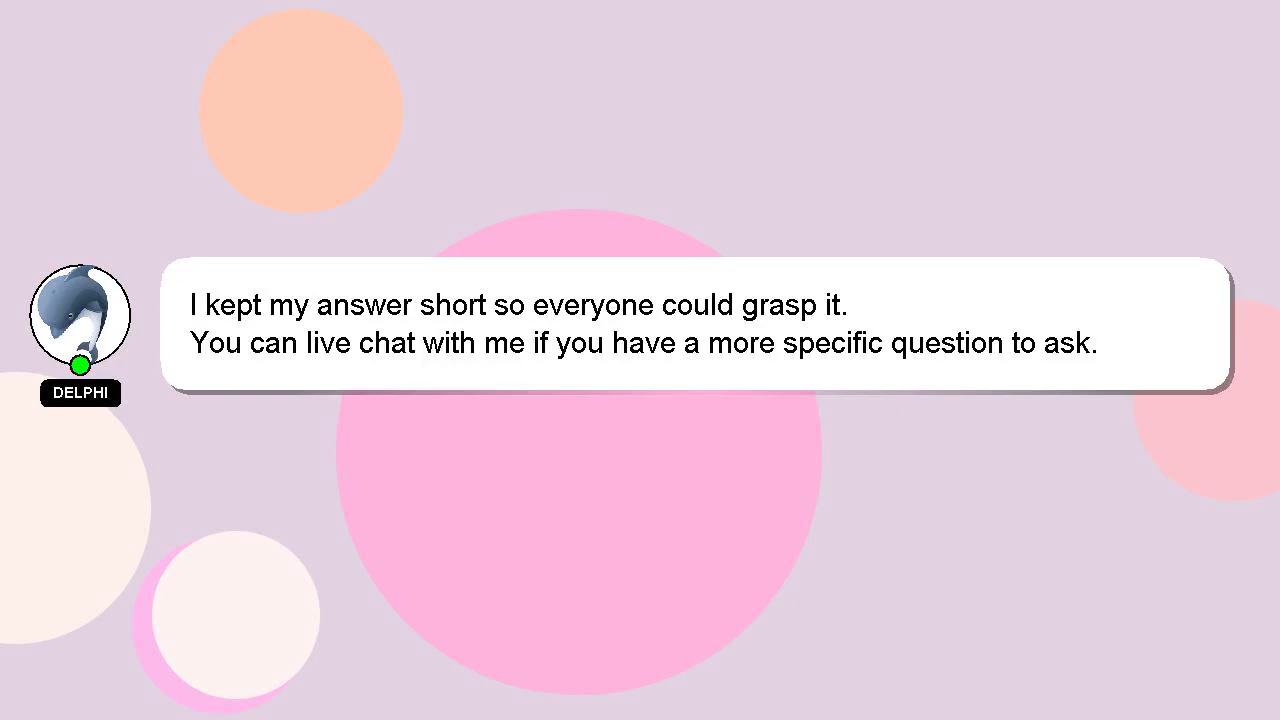 I kept my answer short so everyone could grasp it.
You can live chat with me if you have a more specific question to ask.
DELPHI